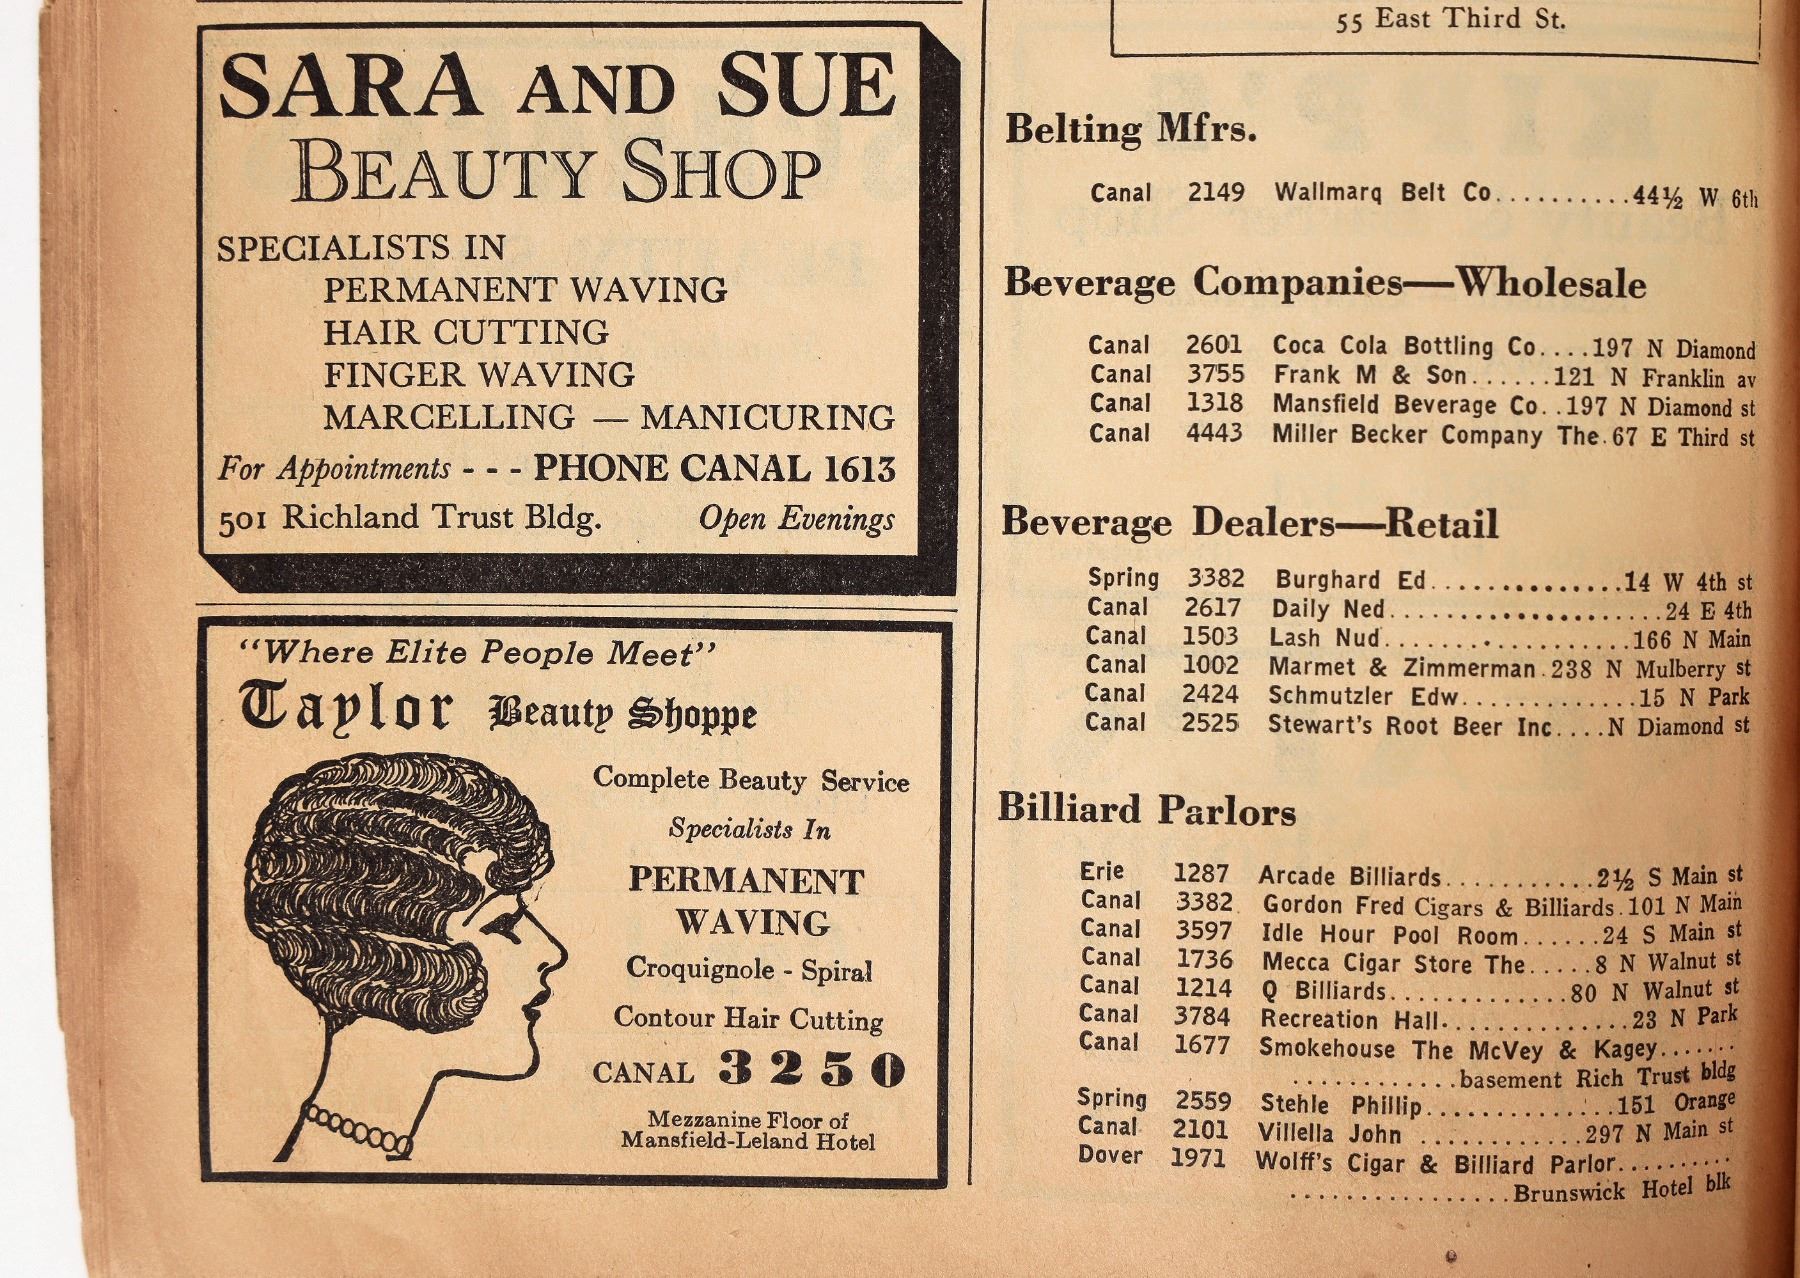 SARA AND SUE
BEAUTY SHOP
SPECIALISTS IN
PERMANENT WAVING
HAIR CUTTING
FINGER WAVING
MARCELLING — MANICURING
For Appointments - - - PHONE CANAL 1613
501 Richland Trust Bldg. Open Evenings
"Where Elite People Meet"
Taylor Beauty Shoppe
Complete Beauty Service
Specialists In
PERMANENT
WAVING
Croquignole - Spiral
Contour Hair Cutting
CANAL 3250
Mezzanine Floor of
Mansfield-Leland Hotel
55 East Third St.
Belting Mfrs.
Canal 2149 Wallmarq Belt Co..........44½ W 6th
Beverage Companies—Wholesale
Canal 2601 Coca Cola Bottling Co....197 N Diamond
Canal 3755 Frank M & Son......121 N Franklin av
Canal 1318 Mansfield Beverage Co..197 N Diamond st
Canal 4443 Miller Becker Company The.67 E Third st
Beverage Dealers—Retail
Spring 3382 Burghard Ed..............14 W 4th st
Canal 2617 Daily Ned....................24 E 4th
Canal 1503 Lash Nud..................166 N Main
Canal 1002 Marmet & Zimmerman.238 N Mulberry st
Canal 2424 Schmutzler Edw.............15 N Park
Canal 2525 Stewart's Root Beer Inc....N Diamond st
Billiard Parlors
Erie 1287 Arcade Billiards...........2½ S Main st
Canal 3382 Gordon Fred Cigars & Billiards.101 N Main
Canal 3597 Idle Hour Pool Room......24 S Main st
Canal 1736 Mecca Cigar Store The.....8 N Walnut st
Canal 1214 Q Billiards.............80 N Walnut st
Canal 3784 Recreation Hall..............23 N Park
Canal 1677 Smokehouse The McVey & Kagey.......
............basement Rich Trust bldg
Spring 2559 Stehle Phillip..............151 Orange
Canal 2101 Villella John ............297 N Main st
Dover 1971 Wolff's Cigar & Billiard Parlor..........
................Brunswick Hotel blk